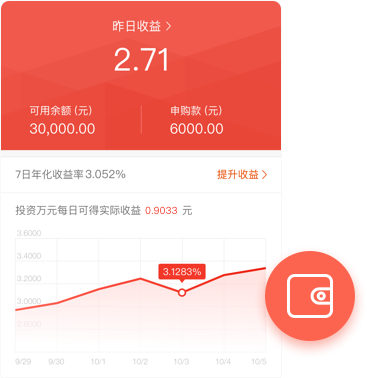 昨日收益
2.71
可用余额 (元) 申购款 (元)
30,000.00 6000.00
7日年化收益率3.052% 提升收益
投资万元每日可得实际收益 0.9033 元
3.6000
3.4000
3.1283%
3.2000
3.0000
2.8000
9/29 9/30 10/1 10/2 10/3 10/4 10/5